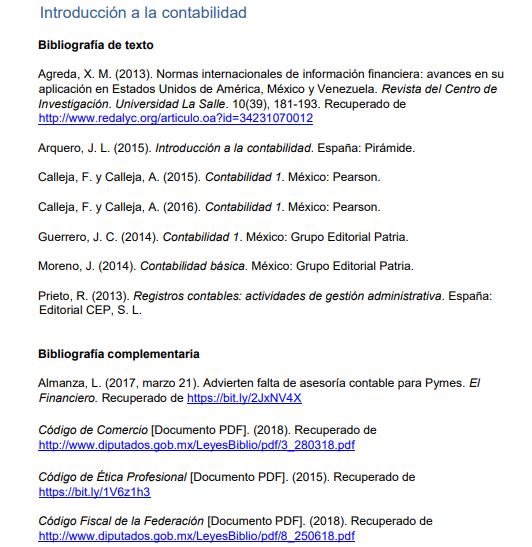 Introducción a la contabilidad
Bibliografía de texto
Agreda, X. M. (2013). Normas internacionales de información financiera: avances en su
aplicación en Estados Unidos de América, México y Venezuela. Revista del Centro de
Investigación. Universidad La Salle. 10(39), 181-193. Recuperado de
http://www.redalyc.org/articulo.oa?id=34231070012
Arquero, J. L. (2015). Introducción a la contabilidad. España: Pirámide.
Calleja, F. y Calleja, A. (2015). Contabilidad 1. México: Pearson.
Calleja, F. y Calleja, A. (2016). Contabilidad 1. México: Pearson.
Guerrero, J. C. (2014). Contabilidad 1. México: Grupo Editorial Patria.
Moreno, J. (2014). Contabilidad básica. México: Grupo Editorial Patria.
Prieto, R. (2013). Registros contables: actividades de gestión administrativa. España:
Editorial CEP, S. L.
Bibliografía complementaria
Almanza, L. (2017, marzo 21). Advierten falta de asesoría contable para Pymes. El
Financiero. Recuperado de https://bit.ly/2JxNV4X
Código de Comercio [Documento PDF]. (2018). Recuperado de
http://www.diputados.gob.mx/LeyesBiblio/pdf/3_280318.pdf
Código de Ética Profesional [Documento PDF]. (2015). Recuperado de
https://bit.ly/1V6z1h3
Código Fiscal de la Federación [Documento PDF]. (2018). Recuperado de
http://www.diputados.gob.mx/LeyesBiblio/pdf/8_250618.pdf